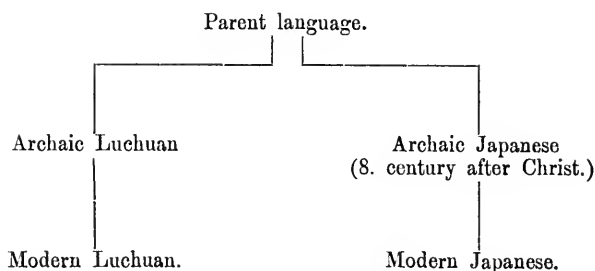 Parent language.
Archaic Luchuan
Archaic Japanese
(8. century after Christ.)
Modern Luchuan.
Modern Japanese.